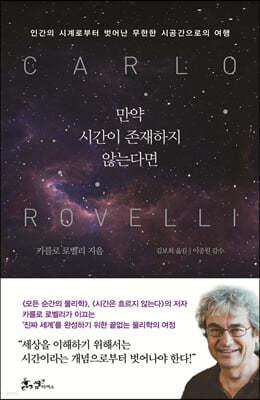 인간의 시계로부터 벗어난 무한한 시공간으로의 여행
CARLO
만약
시간이 존재하지
않는다면
ROVELLI
카를로 로벨리 지음
김보희 옮김 | 이중원 감수
《모든 순간의 물리학》, 《시간은 흐르지 않는다》의 저자
카를로 로벨리가 이끄는
'진짜 세계'를 완성하기 위한 끝없는 물리학의 여정
“세상을 이해하기 위해서는
시간이라는 개념으로부터 벗어나야 한다!”
쌤앤파커스